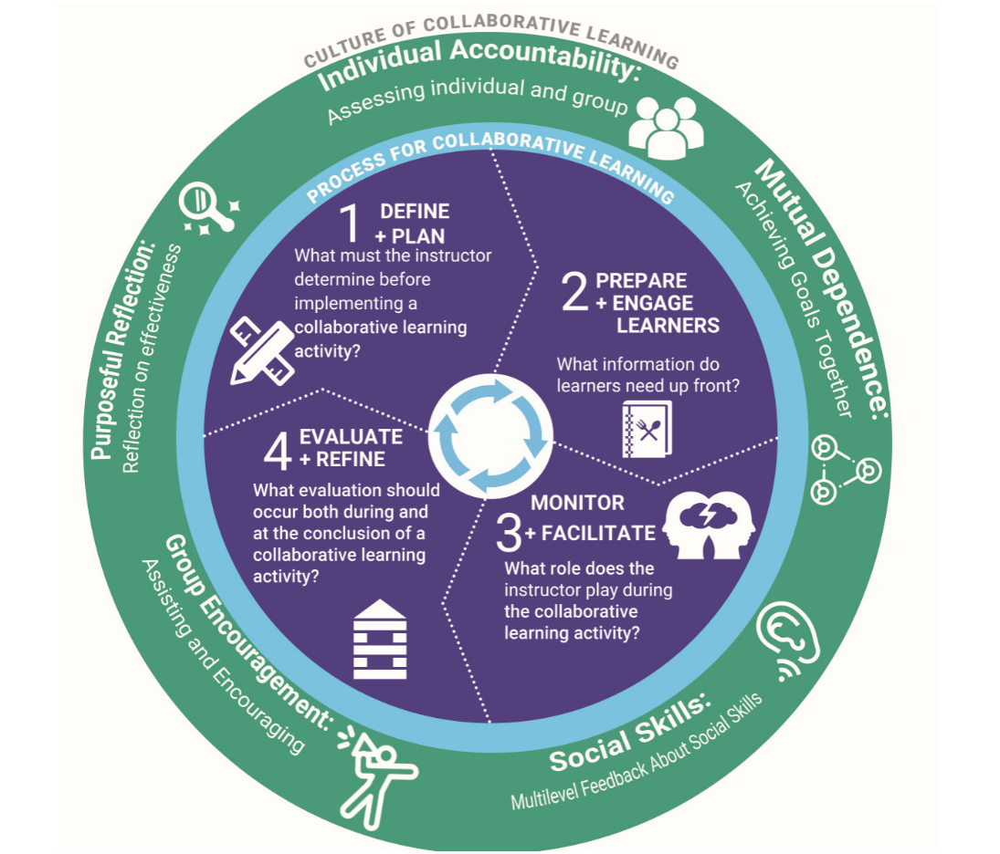 CULTURE OF COLLABORATIVE LEARNING
Individual Accountability:
Assessing individual and group
Mutual Dependence:
Achieving Goals Together
Social Skills:
Multilevel Feedback About Social Skills
Group Encouragement:
Assisting and Encouraging
Purposeful Reflection:
Reflection on effectiveness
PROCESS FOR COLLABORATIVE LEARNING
1 DEFINE
+ PLAN
What must the instructor
determine before
implementing a
collaborative learning
activity?
2 PREPARE
+ ENGAGE
LEARNERS
What information do
learners need up front?
MONITOR
3 + FACILITATE
What role does the
instructor play during
the collaborative
learning activity?
4 EVALUATE
+ REFINE
What evaluation should
occur both during and
at the conclusion of a
collaborative learning
activity?